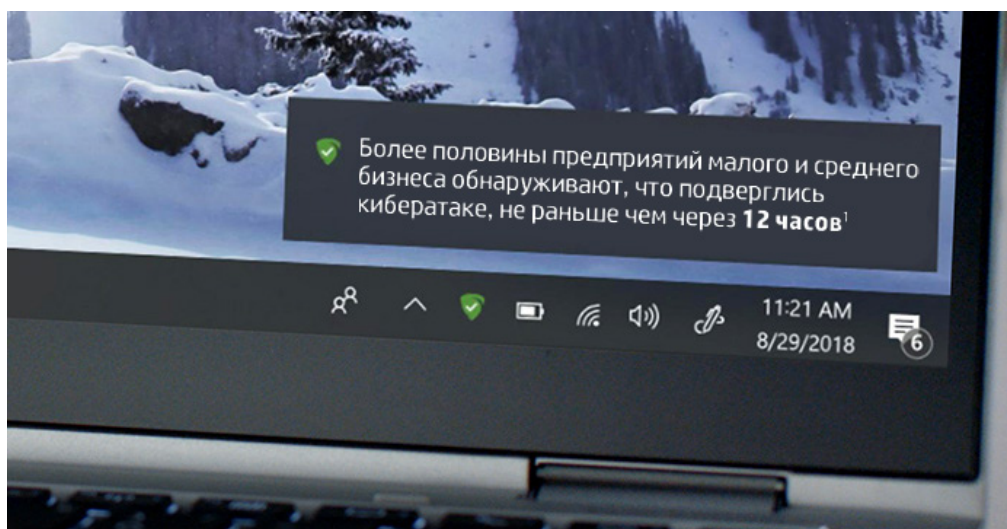 Более половины предприятий малого и среднего
бизнеса обнаруживают, что подверглись
кибератаке, не раньше чем через 12 часов¹
11:21 AM
8/29/2018
6